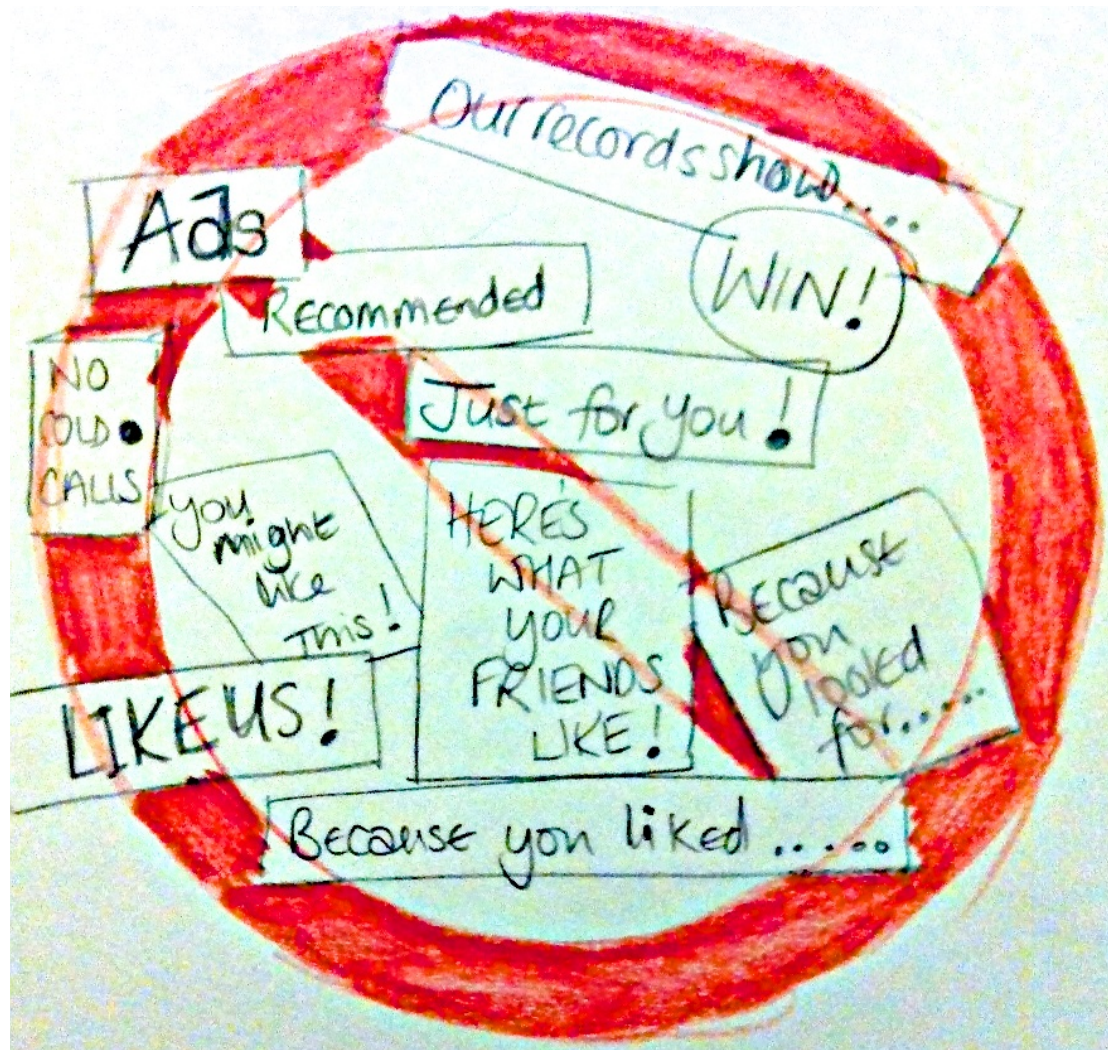 Our records show....
Ads
WIN!
Recommended
Just for you!
NO
COLD
CALLS
You
might
like
This!
HERE'S
WHAT
YOUR
FRIENDS
LIKE!
Because
you
looked
for......
LIKE US!
Because you liked ......